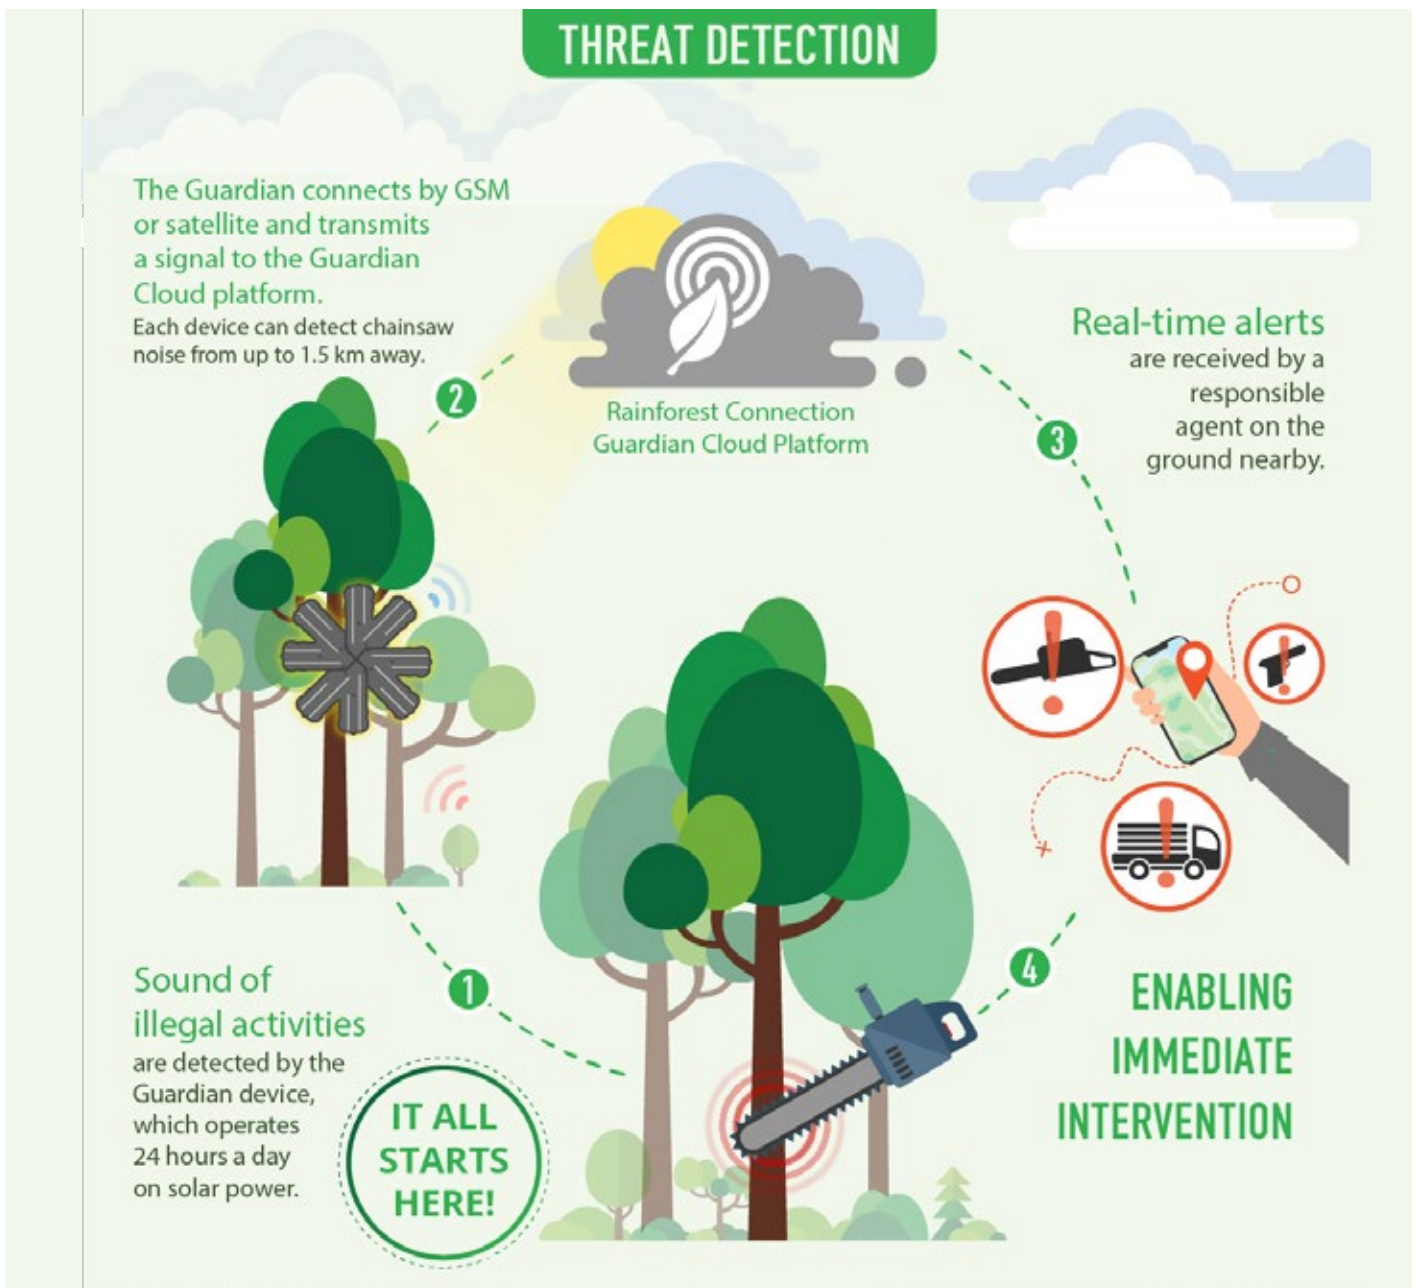 THREAT DETECTION
The Guardian connects by GSM
or satellite and transmits
a signal to the Guardian
Cloud platform.
Each device can detect chainsaw
noise from up to 1.5 km away.
2
Rainforest Connection
Guardian Cloud Platform
Real-time alerts
are received by a
responsible
agent on the
ground nearby.
3
Sound of
illegal activities
are detected by the
Guardian device,
which operates
24 hours a day
on solar power.
1
IT ALL
STARTS
HERE!
4
ENABLING
IMMEDIATE
INTERVENTION